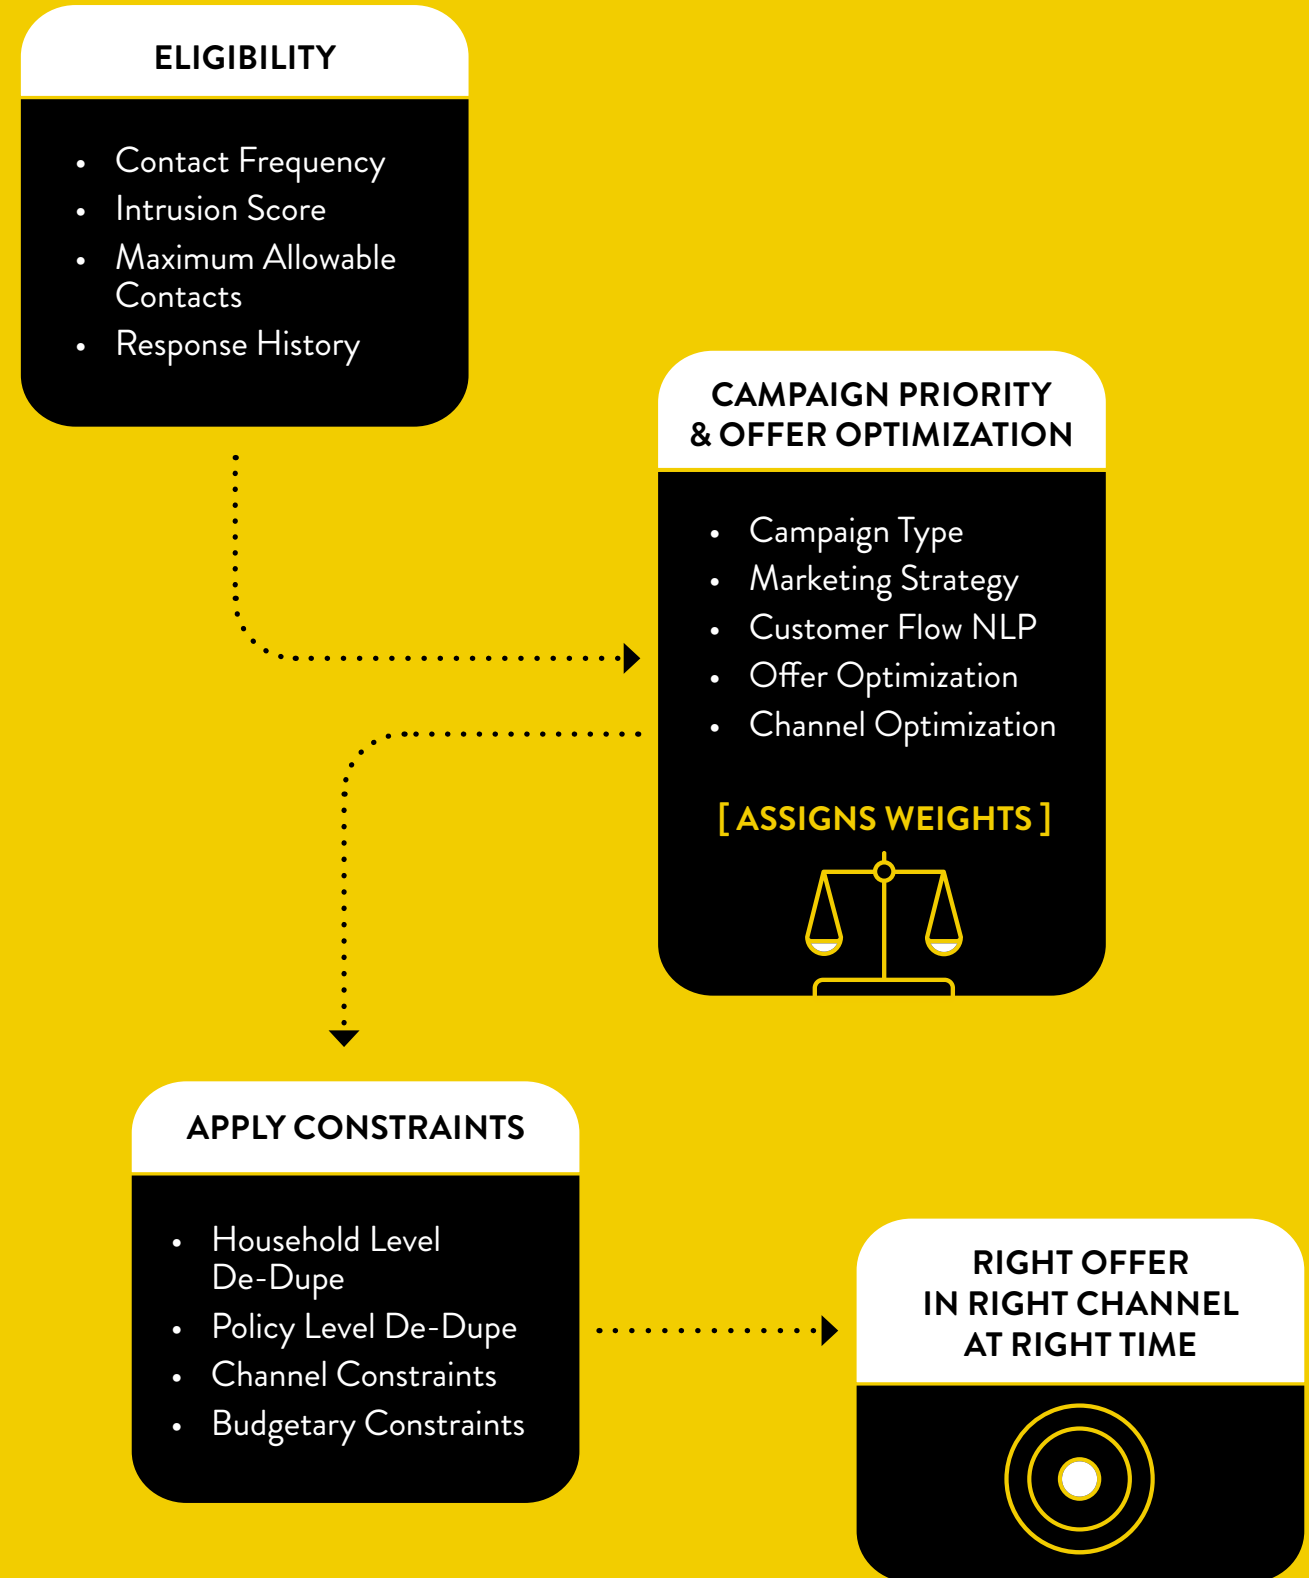 ELIGIBILITY
• Contact Frequency
• Intrusion Score
• Maximum Allowable
Contacts
• Response History
CAMPAIGN PRIORITY
& OFFER OPTIMIZATION
• Campaign Type
• Marketing Strategy
• Customer Flow NLP
• Offer Optimization
• Channel Optimization
[ ASSIGNS WEIGHTS ]
APPLY CONSTRAINTS
• Household Level
De-Dupe
• Policy Level De-Dupe
• Channel Constraints
• Budgetary Constraints
RIGHT OFFER
IN RIGHT CHANNEL
AT RIGHT TIME